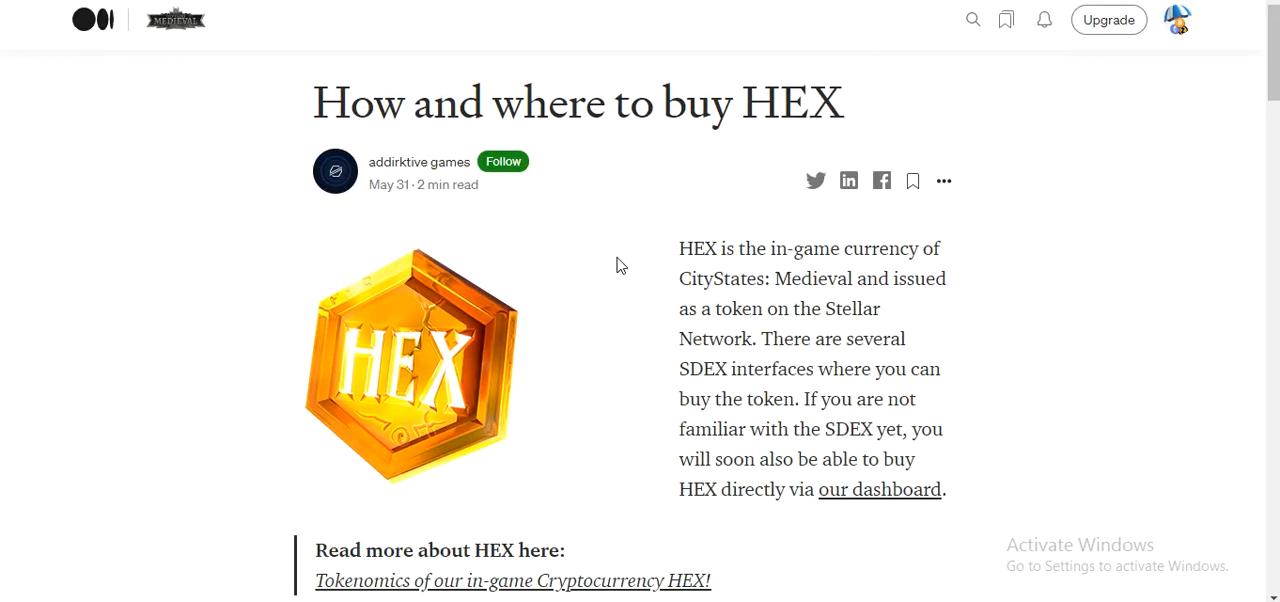 MEDIEVAL
Upgrade
How and where to buy HEX
addirktive games Follow
May 31 · 2 min read
HEX
HEX is the in-game currency of
CityStates: Medieval and issued
as a token on the Stellar
Network. There are several
SDEX interfaces where you can
buy the token. If you are not
familiar with the SDEX yet, you
will soon also be able to buy
HEX directly via our dashboard.
Read more about HEX here:
Tokenomics of our in-game Cryptocurrency HEX!
Activate Windows
Go to Settings to activate Windows.